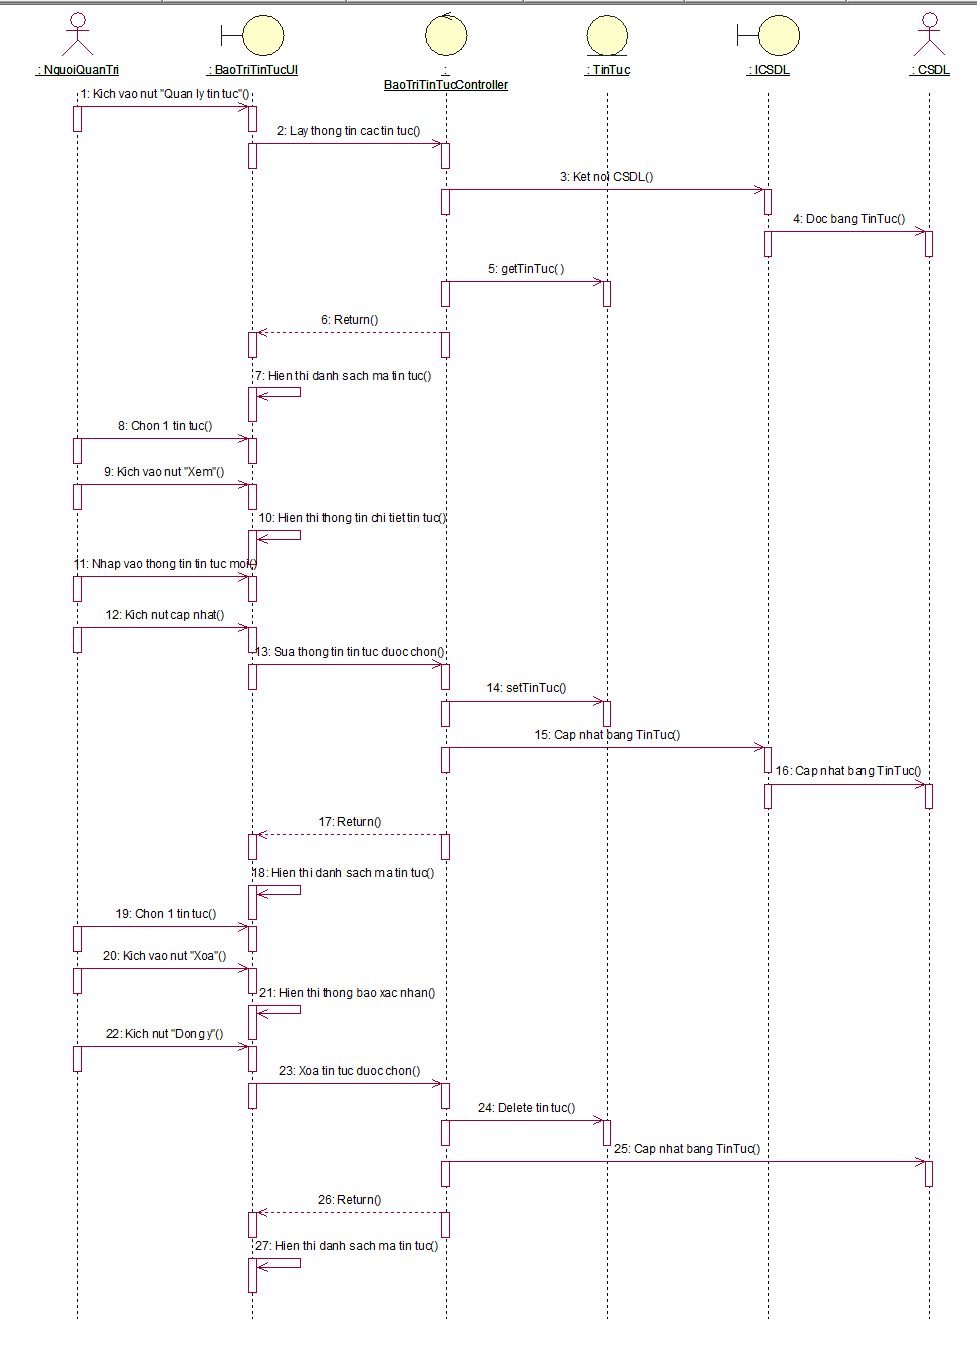 : NguoiQuanTri
: BaoTriTinTucUI
:
BaoTriTinTucController
: TinTuc
: ICSDL
: CSDL
1: Kich vao nut "Quan ly tin tuc"()
2: Lay thong tin cac tin tuc()
3: Ket noi CSDL()
4: Doc bang TinTuc()
5: getTinTuc( )
6: Return()
7: Hien thi danh sach ma tin tuc()
8: Chon 1 tin tuc()
9: Kich vao nut "Xem"()
10: Hien thi thong tin chi tiet tin tuc()
11: Nhap vao thong tin tin tuc moi()
12: Kich nut cap nhat()
13: Sua thong tin tin tuc duoc chon()
14: setTinTuc()
15: Cap nhat bang TinTuc()
16: Cap nhat bang TinTuc()
17: Return()
18: Hien thi danh sach ma tin tuc()
19: Chon 1 tin tuc()
20: Kich vao nut "Xoa"()
21: Hien thi thong bao xac nhan()
22: Kich nut "Dong y"()
23: Xoa tin tuc duoc chon()
24: Delete tin tuc()
25: Cap nhat bang TinTuc()
26: Return()
27: Hien thi danh sach ma tin tuc()